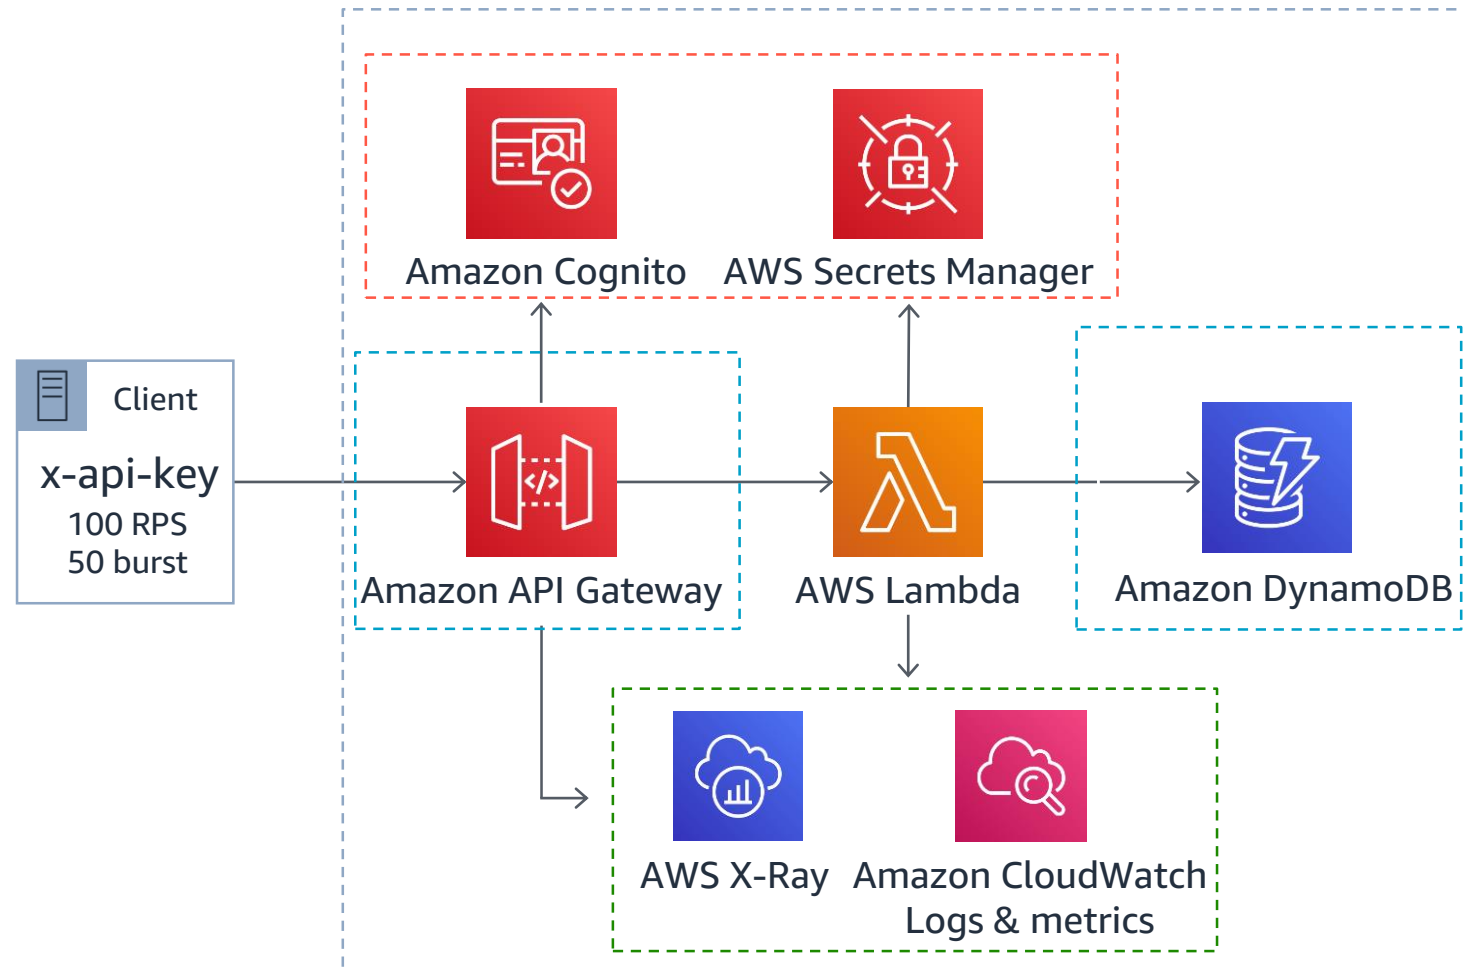 Amazon Cognito
AWS Secrets Manager
Client
x-api-key
100 RPS
50 burst
</>
Amazon API Gateway
AWS Lambda
Amazon DynamoDB
AWS X-Ray
Amazon CloudWatch
Logs & metrics